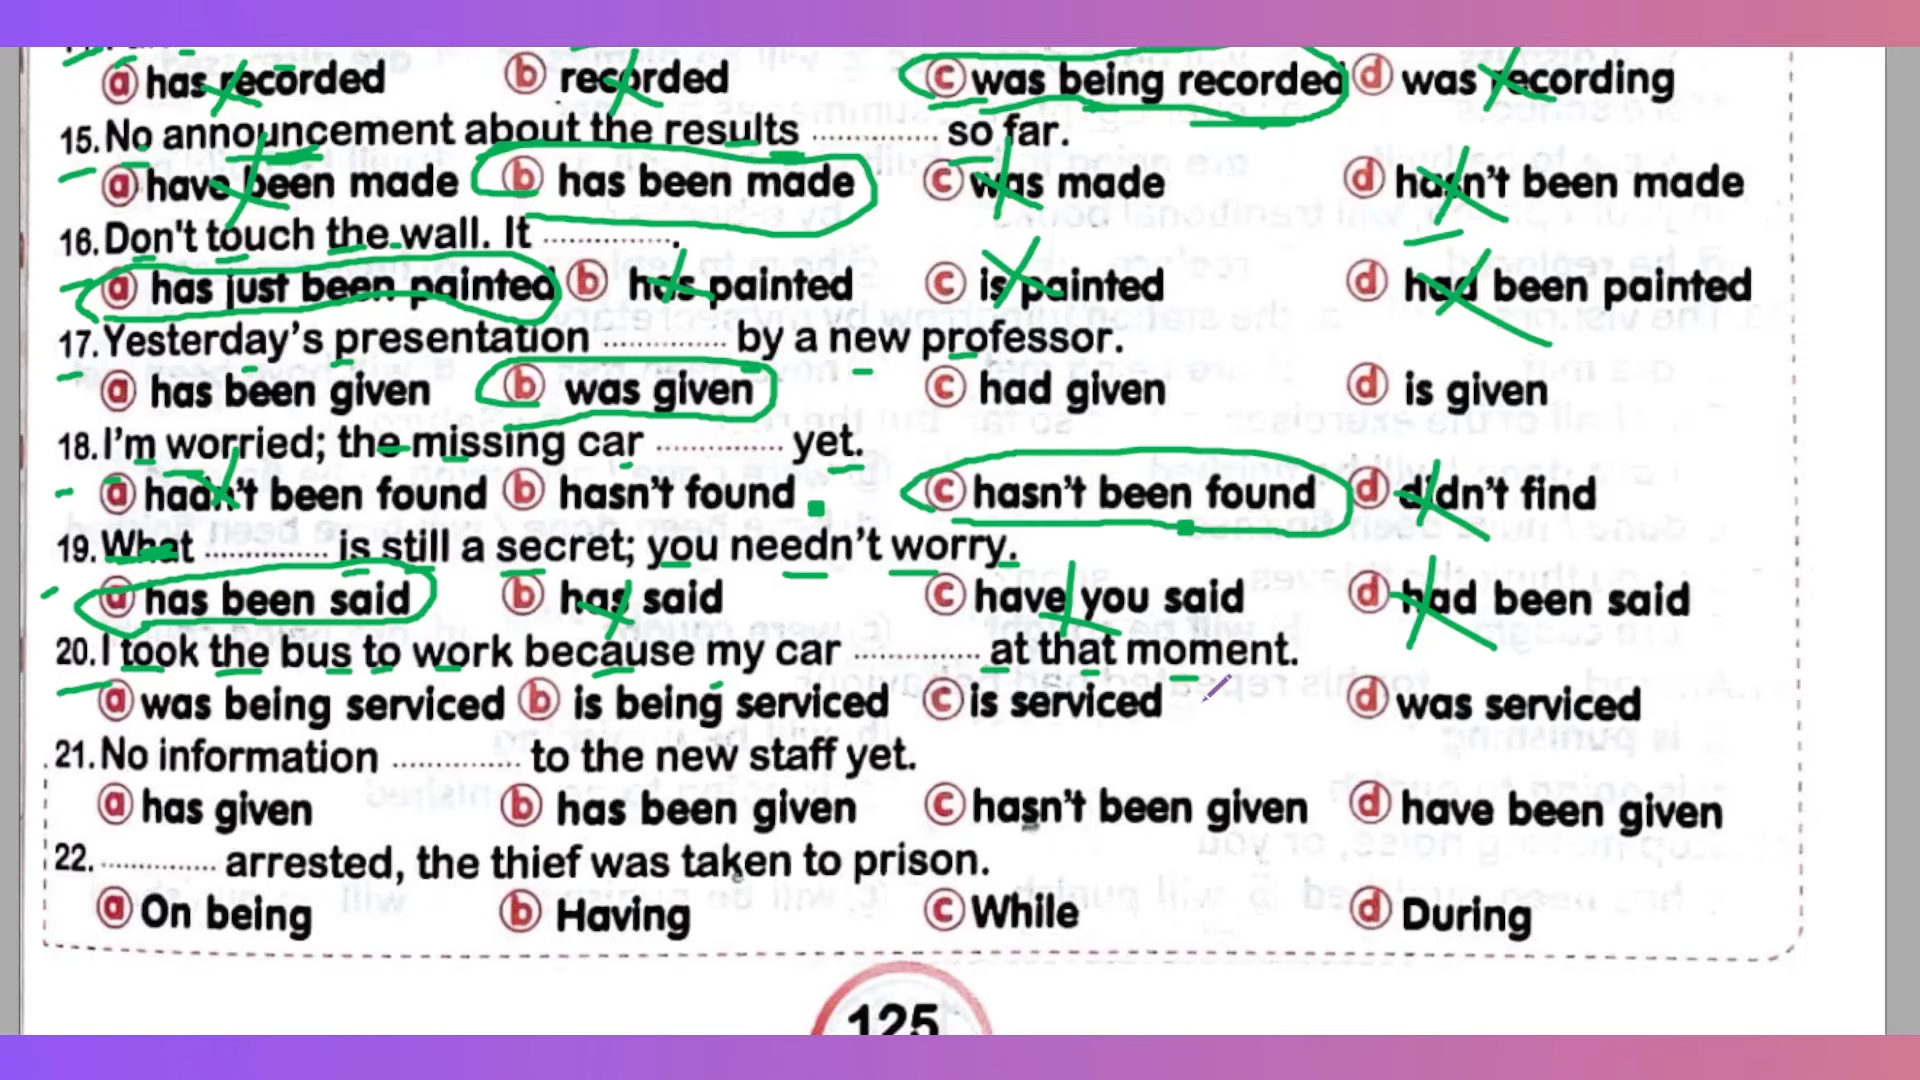 a has recorded b recorded c was being recorded d was recording
15. No announcement about the results .............. so far.
a have been made b has been made c was made d hasn't been made
16. Don't touch the wall. It .............. .
a has just been painted b has painted c is painted d had been painted
17. Yesterday's presentation .............. by a new professor.
a has been given b was given c had given d is given
18. I'm worried; the missing car .............. yet.
a hadn't been found b hasn't found c hasn't been found d didn't find
19. What .............. is still a secret; you needn't worry.
a has been said b has said c have you said d had been said
20. I took the bus to work because my car .............. at that moment.
a was being serviced b is being serviced c is serviced d was serviced
21. No information .............. to the new staff yet.
a has given b has been given c hasn't been given d have been given
22. .............. arrested, the thief was taken to prison.
a On being b Having c While d During
125